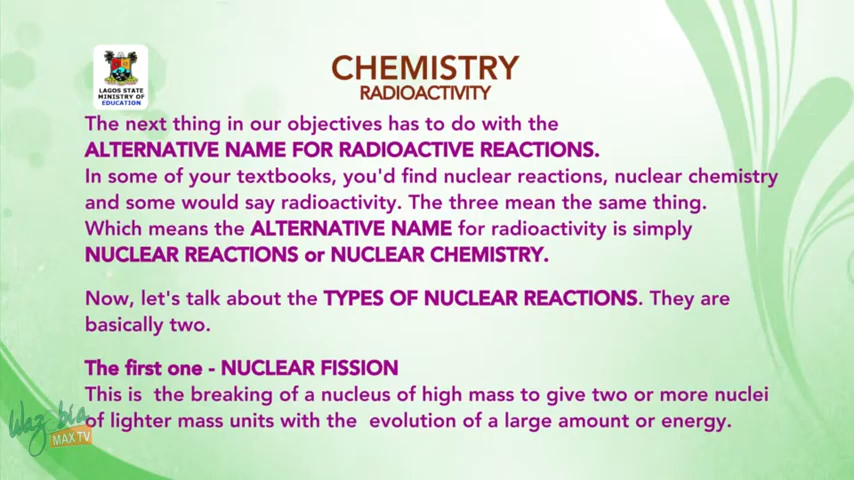 LAGOS STATE
MINISTRY OF
EDUCATION
CHEMISTRY
RADIOACTIVITY
The next thing in our objectives has to do with the
ALTERNATIVE NAME FOR RADIOACTIVE REACTIONS.
In some of your textbooks, you'd find nuclear reactions, nuclear chemistry
and some would say radioactivity. The three mean the same thing.
Which means the ALTERNATIVE NAME for radioactivity is simply
NUCLEAR REACTIONS or NUCLEAR CHEMISTRY.
Now, let's talk about the TYPES OF NUCLEAR REACTIONS. They are
basically two.
The first one - NUCLEAR FISSION
This is the breaking of a nucleus of high mass to give two or more nuclei
of lighter mass units with the evolution of a large amount or energy.
Wazobia
MAX TV